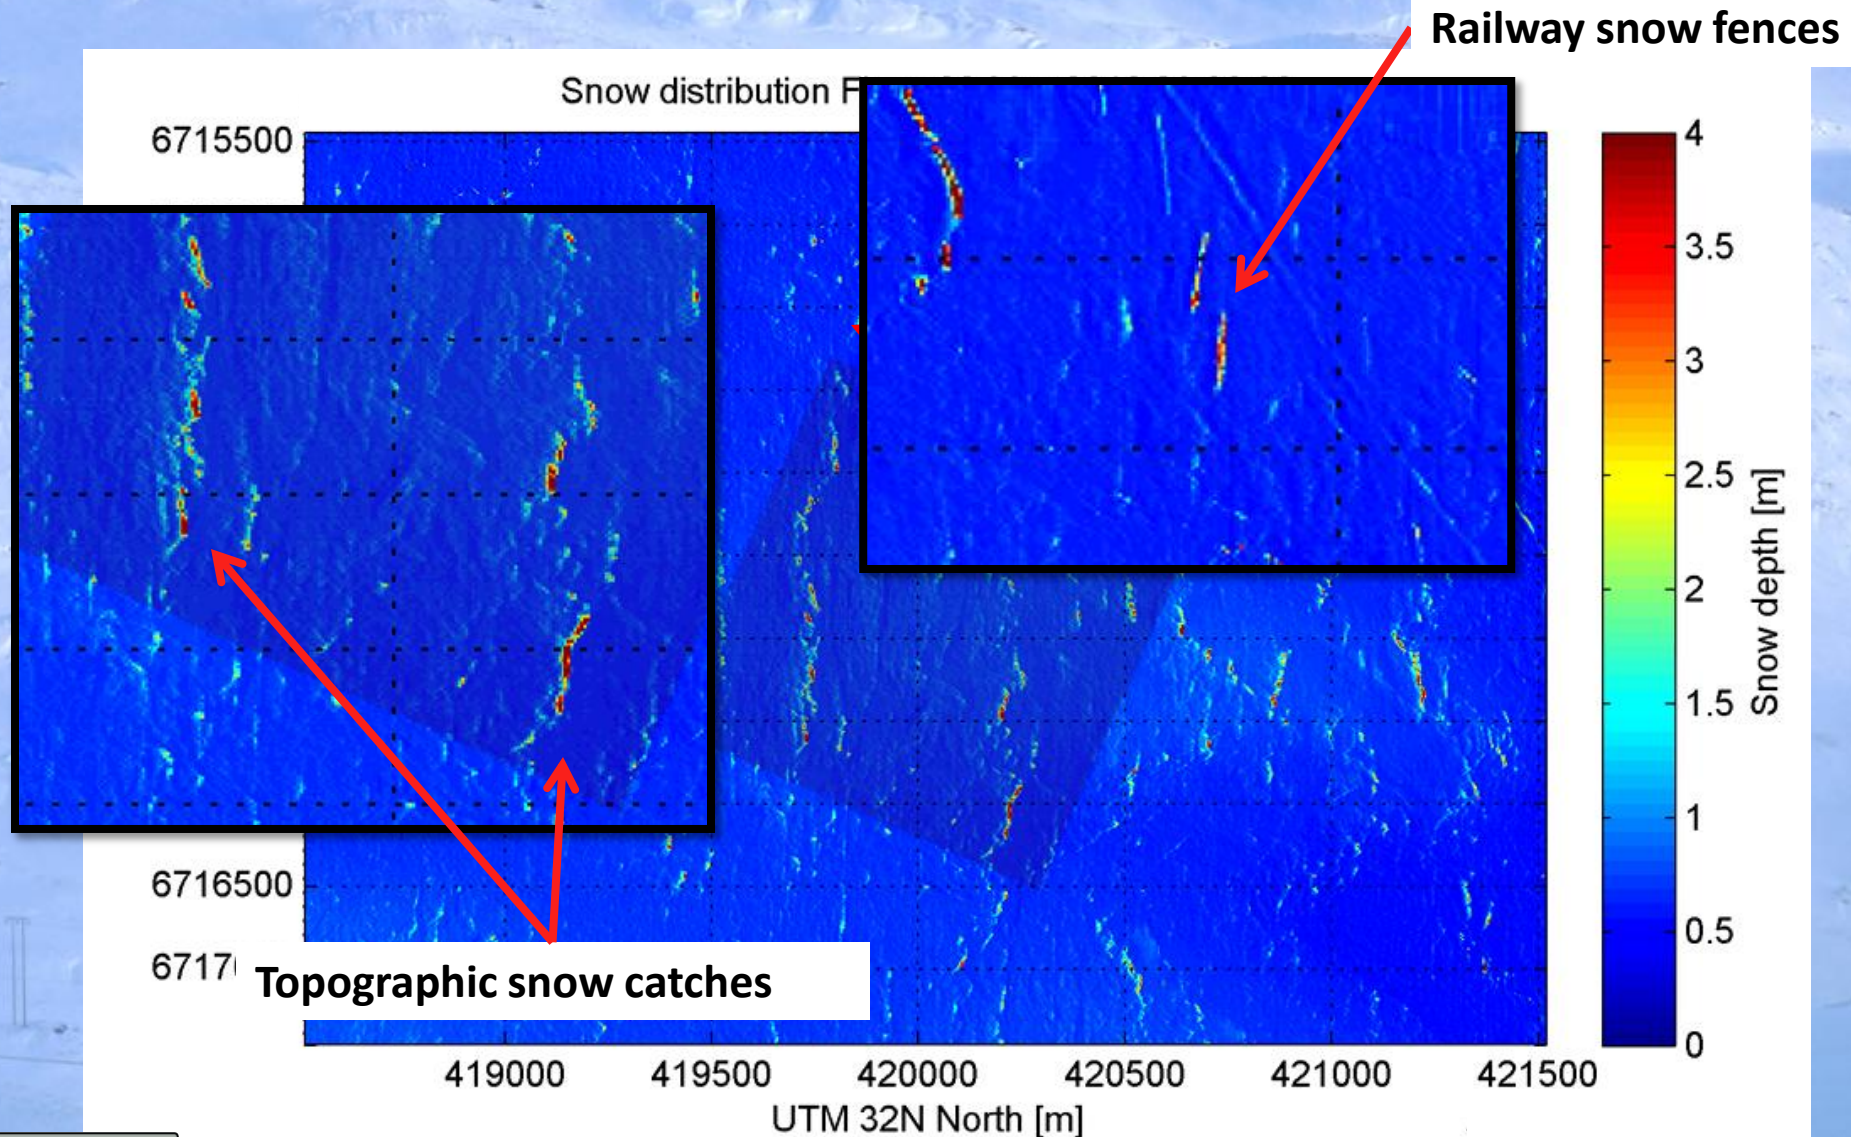 Railway snow fences
Snow distribution F
6715500
6716500
6717
Topographic snow catches
419000 419500 420000 420500 421000 421500
UTM 32N North [m]
4
3.5
3
2.5
2
1.5
1
0.5
0
Snow depth [m]